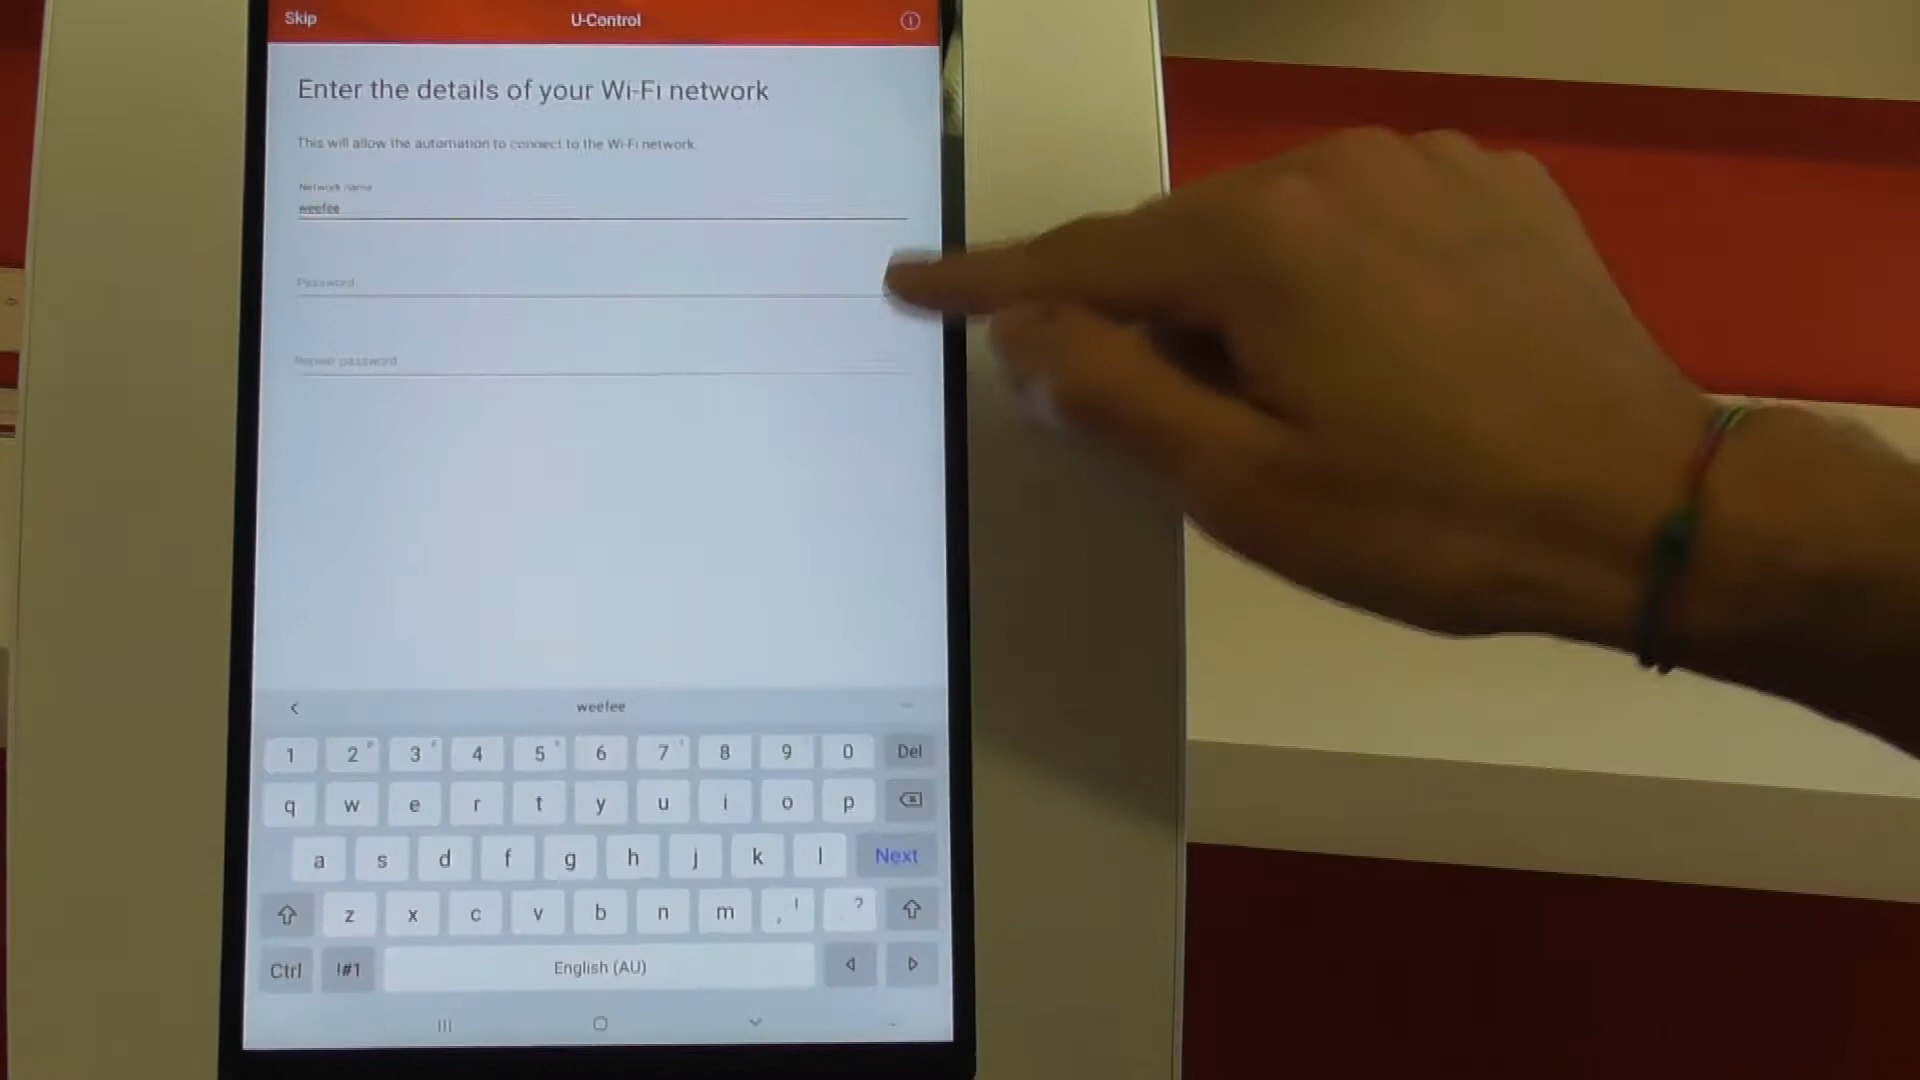 Skip U-Control
Enter the details of your Wi-Fi network
This will allow the automation to connect to the Wi-Fi network.
Network name
weefee
Password
Repeat password
weefee
1 2 3 4 5 6 7 8 9 0 Del
q w e r t y u i o p
a s d f g h j k l Next
z x c v b n m , ! . ?
Ctrl !#1 English (AU)